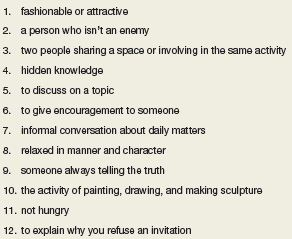 1. fashionable or attractive
2. a person who isn't an enemy
3. two people sharing a space or involving in the same activity
4. hidden knowledge
5. to discuss on a topic
6. to give encouragement to someone
7. informal conversation about daily matters
8. relaxed in manner and character
9. someone always telling the truth
10. the activity of painting, drawing, and making sculpture
11. not hungry
12. to explain why you refuse an invitation